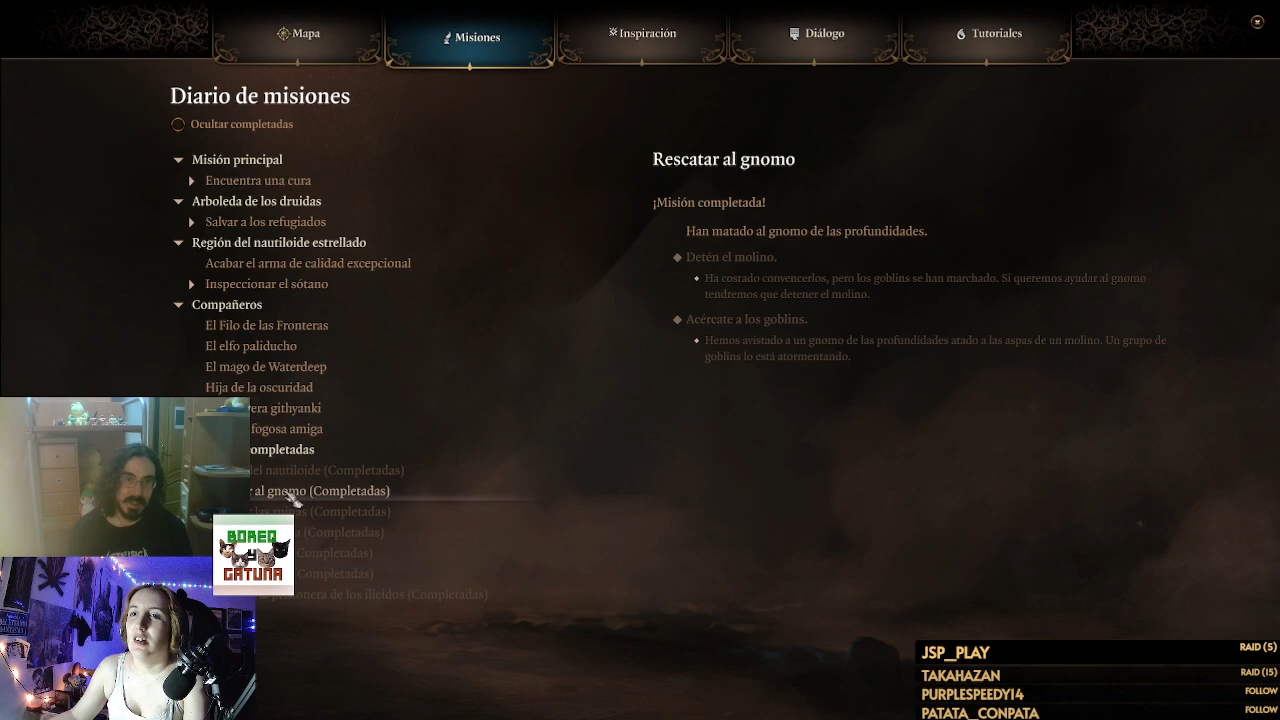 Mapa
Misiones
Inspiración
Diálogo
Tutoriales
Diario de misiones
Ocultar completadas
Misión principal
Encuentra una cura
Arboleda de los druidas
Salvar a los refugiados
Región del nautiloide estrellado
Acabar el arma de calidad excepcional
Inspeccionar el sótano
Compañeros
El Filo de las Fronteras
El elfo paliducho
El mago de Waterdeep
Hija de la oscuridad
githyanki
fogosa amiga
completadas
del nautiloide (Completadas)
al gnomo (Completadas)
las ruinas (Completadas)
(Completadas)
(Completadas)
(Completadas)
prisionera de los ilícidos (Completadas)
Rescatar al gnomo
¡Misión completada!
Han matado al gnomo de las profundidades.
Detén el molino.
Ha costado convencerlos, pero los goblins se han marchado. Si queremos ayudar al gnomo
tendremos que detener el molino.
Acércate a los goblins.
Hemos avistado a un gnomo de las profundidades atado a las aspas de un molino. Un grupo de
goblins lo está atormentando.
BOREQ
Y
GATUNA
JSP_PLAY RAID (5)
TAKAHAZAN RAID (15)
PURPLESPEEDY14 FOLLOW
PATATA_CONPATA FOLLOW